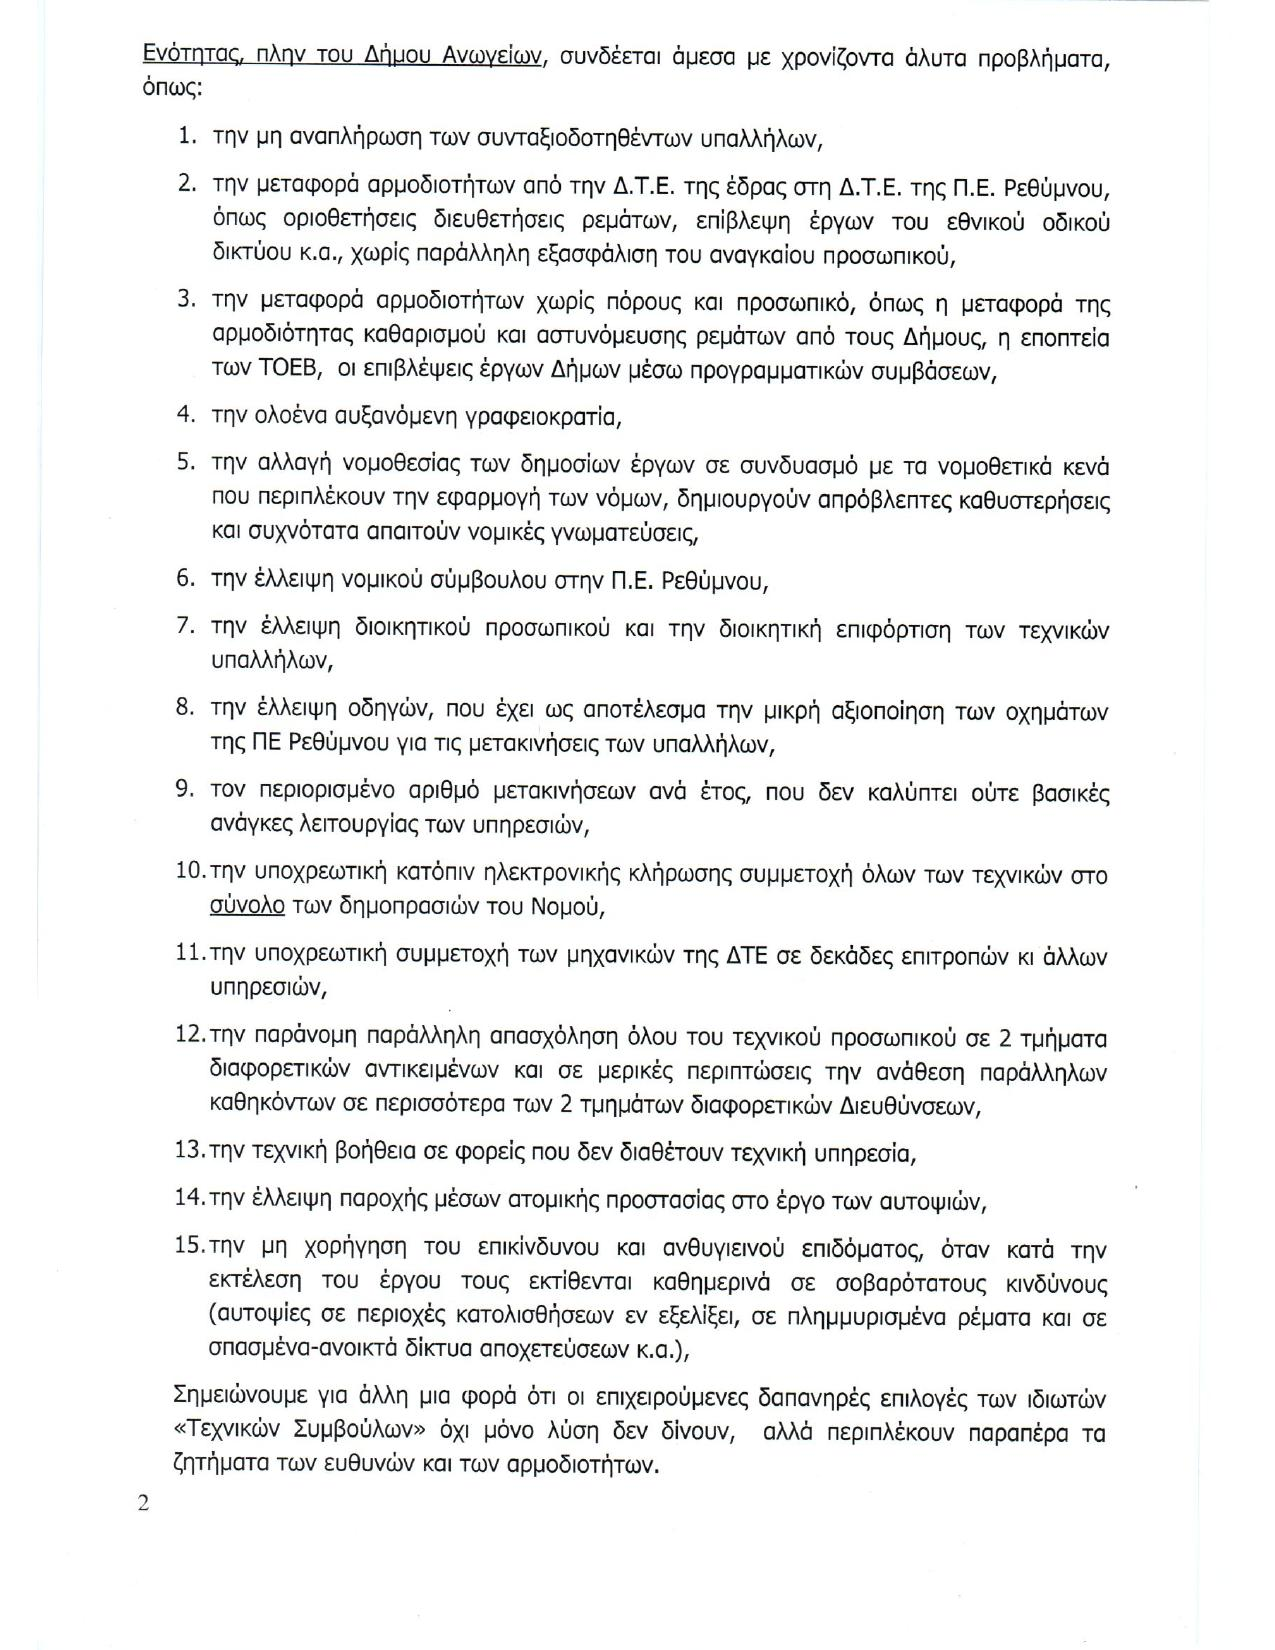 Ενότητας, πλην του Δήμου Ανωγείων, συνδέεται άμεσα με χρονίζοντα άλυτα προβλήματα,
όπως:
1. την μη αναπλήρωση των συνταξιοδοτηθέντων υπαλλήλων,
2. την μεταφορά αρμοδιοτήτων από την Δ.Τ.Ε. της έδρας στη Δ.Τ.Ε. της Π.Ε. Ρεθύμνου,
όπως οριοθετήσεις διευθετήσεις ρεμάτων, επίβλεψη έργων του εθνικού οδικού
δικτύου κ.α., χωρίς παράλληλη εξασφάλιση του αναγκαίου προσωπικού,
3. την μεταφορά αρμοδιοτήτων χωρίς πόρους και προσωπικό, όπως η μεταφορά της
αρμοδιότητας καθαρισμού και αστυνόμευσης ρεμάτων από τους Δήμους, η εποπτεία
των ΤΟΕΒ, οι επιβλέψεις έργων Δήμων μέσω προγραμματικών συμβάσεων,
4. την ολοένα αυξανόμενη γραφειοκρατία,
5. την αλλαγή νομοθεσίας των δημοσίων έργων σε συνδυασμό με τα νομοθετικά κενά
που περιπλέκουν την εφαρμογή των νόμων, δημιουργούν απρόβλεπτες καθυστερήσεις
και συχνότατα απαιτούν νομικές γνωματεύσεις,
6. την έλλειψη νομικού σύμβουλου στην Π.Ε. Ρεθύμνου,
7. την έλλειψη διοικητικού προσωπικού και την διοικητική επιφόρτιση των τεχνικών
υπαλλήλων,
8. την έλλειψη οδηγών, που έχει ως αποτέλεσμα την μικρή αξιοποίηση των οχημάτων
της ΠΕ Ρεθύμνου για τις μετακινήσεις των υπαλλήλων,
9. τον περιορισμένο αριθμό μετακινήσεων ανά έτος, που δεν καλύπτει ούτε βασικές
ανάγκες λειτουργίας των υπηρεσιών,
10. την υποχρεωτική κατόπιν ηλεκτρονικής κλήρωσης συμμετοχή όλων των τεχνικών στο
σύνολο των δημοπρασιών του Νομού,
11. την υποχρεωτική συμμετοχή των μηχανικών της ΔΤΕ σε δεκάδες επιτροπών κι άλλων
υπηρεσιών,
12. την παράνομη παράλληλη απασχόληση όλου του τεχνικού προσωπικού σε 2 τμήματα
διαφορετικών αντικειμένων και σε μερικές περιπτώσεις την ανάθεση παράλληλων
καθηκόντων σε περισσότερα των 2 τμημάτων διαφορετικών Διευθύνσεων,
13. την τεχνική βοήθεια σε φορείς που δεν διαθέτουν τεχνική υπηρεσία,
14. την έλλειψη παροχής μέσων ατομικής προστασίας στο έργο των αυτοψιών,
15. την μη χορήγηση του επικίνδυνου και ανθυγιεινού επιδόματος, όταν κατά την
εκτέλεση του έργου τους εκτίθενται καθημερινά σε σοβαρότατους κινδύνους
(αυτοψίες σε περιοχές κατολισθήσεων εν εξελίξει, σε πλημμυρισμένα ρέματα και σε
σπασμένα-ανοικτά δίκτυα αποχετεύσεων κ.α.),
Σημειώνουμε για άλλη μια φορά ότι οι επιχειρούμενες δαπανηρές επιλογές των ιδιωτών
«Τεχνικών Συμβούλων» όχι μόνο λύση δεν δίνουν, αλλά περιπλέκουν παραπέρα τα
ζητήματα των ευθυνών και των αρμοδιοτήτων.
2